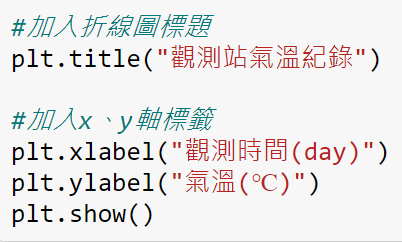 #加入折線圖標題
plt.title("觀測站氣溫紀錄")
#加入x、y軸標籤
plt.xlabel("觀測時間(day)")
plt.ylabel("氣溫(℃)")
plt.show()